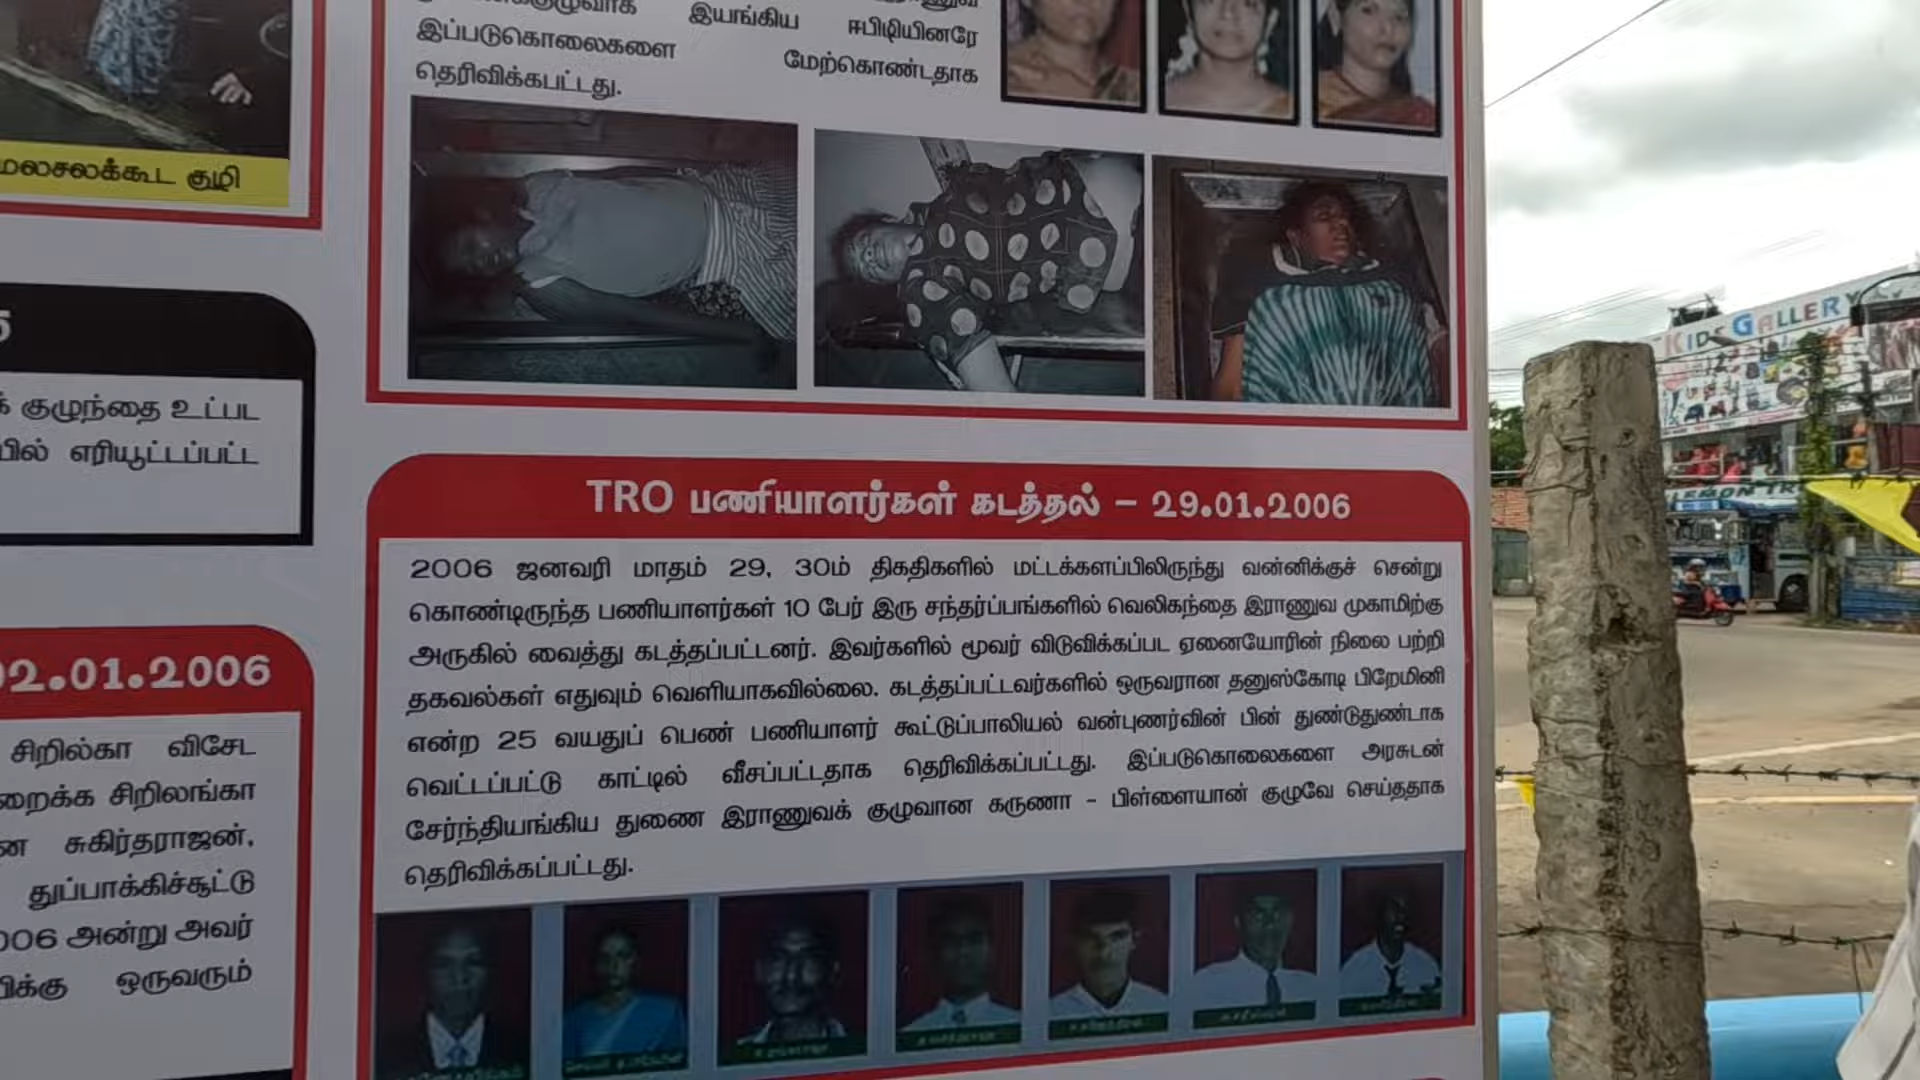 இயங்கிய ஈபிடியினரே
இப்படுகொலைகளை மேற்கொண்டதாக
தெரிவிக்கபட்டது.
மலசலக்கூட குழி
5
குழந்தை உட்பட
எரியூட்டப்பட்ட
02.01.2006
சிறில்கா விசேட
சிறிலங்கா
சுகிர்தராஜன்,
துப்பாக்கிச்சூட்டு
அன்று அவர்
ஒருவரும்
TRO பணியாளர்கள் கடத்தல் – 29.01.2006
2006 ஜனவரி மாதம் 29, 30ம் திகதிகளில் மட்டக்களப்பிலிருந்து வன்னிக்குச் சென்று
கொண்டிருந்த பணியாளர்கள் 10 பேர் இரு சந்தர்ப்பங்களில் வெலிகந்தை இராணுவ முகாமிற்கு
அருகில் வைத்து கடத்தப்பட்டனர். இவர்களில் மூவர் விடுவிக்கப்பட ஏனையோரின் நிலை பற்றி
தகவல்கள் எதுவும் வெளியாகவில்லை. கடத்தப்பட்டவர்களில் ஒருவரான தனுஸ்கோடி பிறேமினி
என்ற 25 வயதுப் பெண் பணியாளர் கூட்டுப்பாலியல் வன்புணர்வின் பின் துண்டுதுண்டாக
வெட்டப்பட்டு காட்டில் வீசப்பட்டதாக தெரிவிக்கப்பட்டது. இப்படுகொலைகளை அரசுடன்
சேர்ந்தியங்கிய துணை இராணுவக் குழுவான கருணா – பிள்ளையான் குழுவே செய்ததாக
தெரிவிக்கப்பட்டது.
KIDS GALLERY